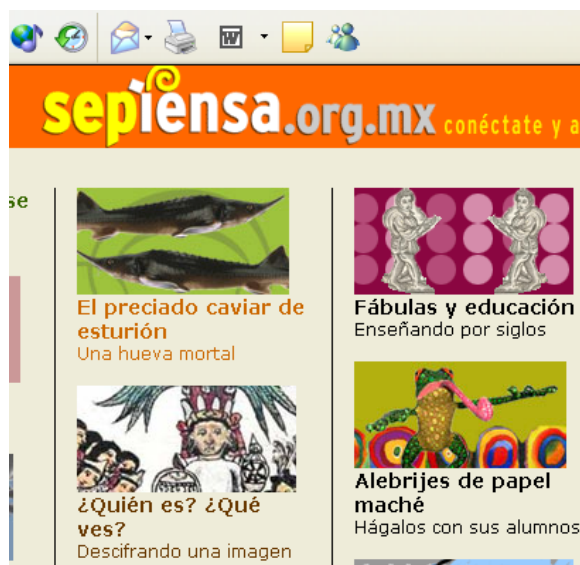 sepiensa.org.mx conéctate y a
se
El preciado caviar de
esturión
Una hueva mortal
¿Quién es? ¿Qué
ves?
Descifrando una imagen
Fábulas y educación
Enseñando por siglos
Alebrijes de papel
maché
Hágalos con sus alumnos